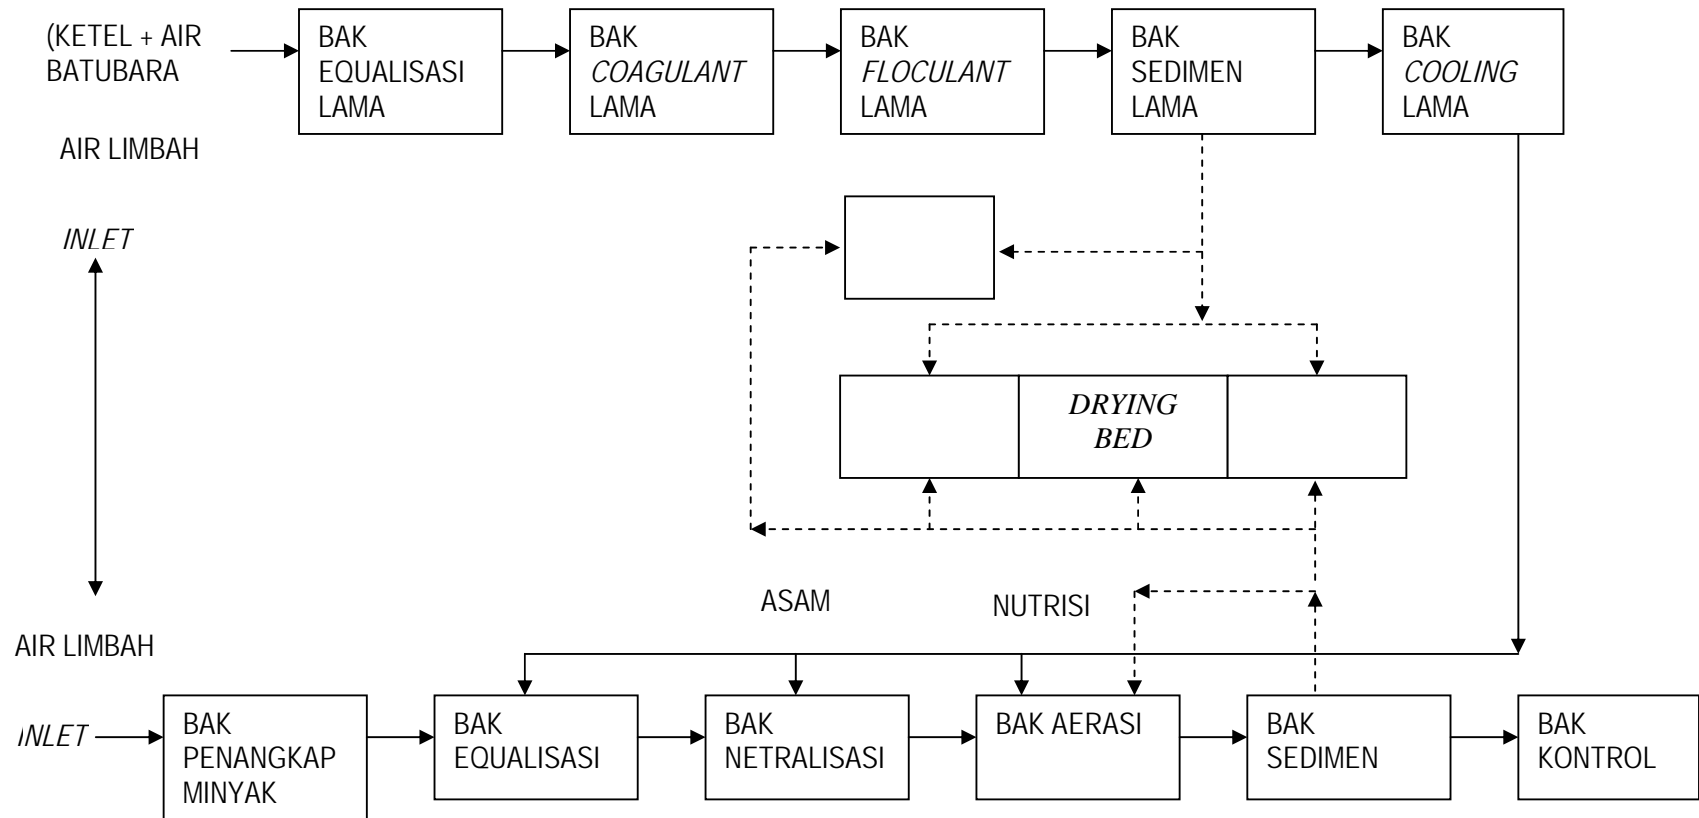 (KETEL + AIR
BATUBARA
BAK
EQUALISASI
LAMA
BAK
COAGULANT
LAMA
BAK
FLOCULANT
LAMA
BAK
SEDIMEN
LAMA
BAK
COOLING
LAMA
AIR LIMBAH
INLET
DRYING
BED
ASAM
NUTRISI
AIR LIMBAH
INLET
BAK
PENANGKAP
MINYAK
BAK
EQUALISASI
BAK
NETRALISASI
BAK AERASI
BAK
SEDIMEN
BAK
KONTROL